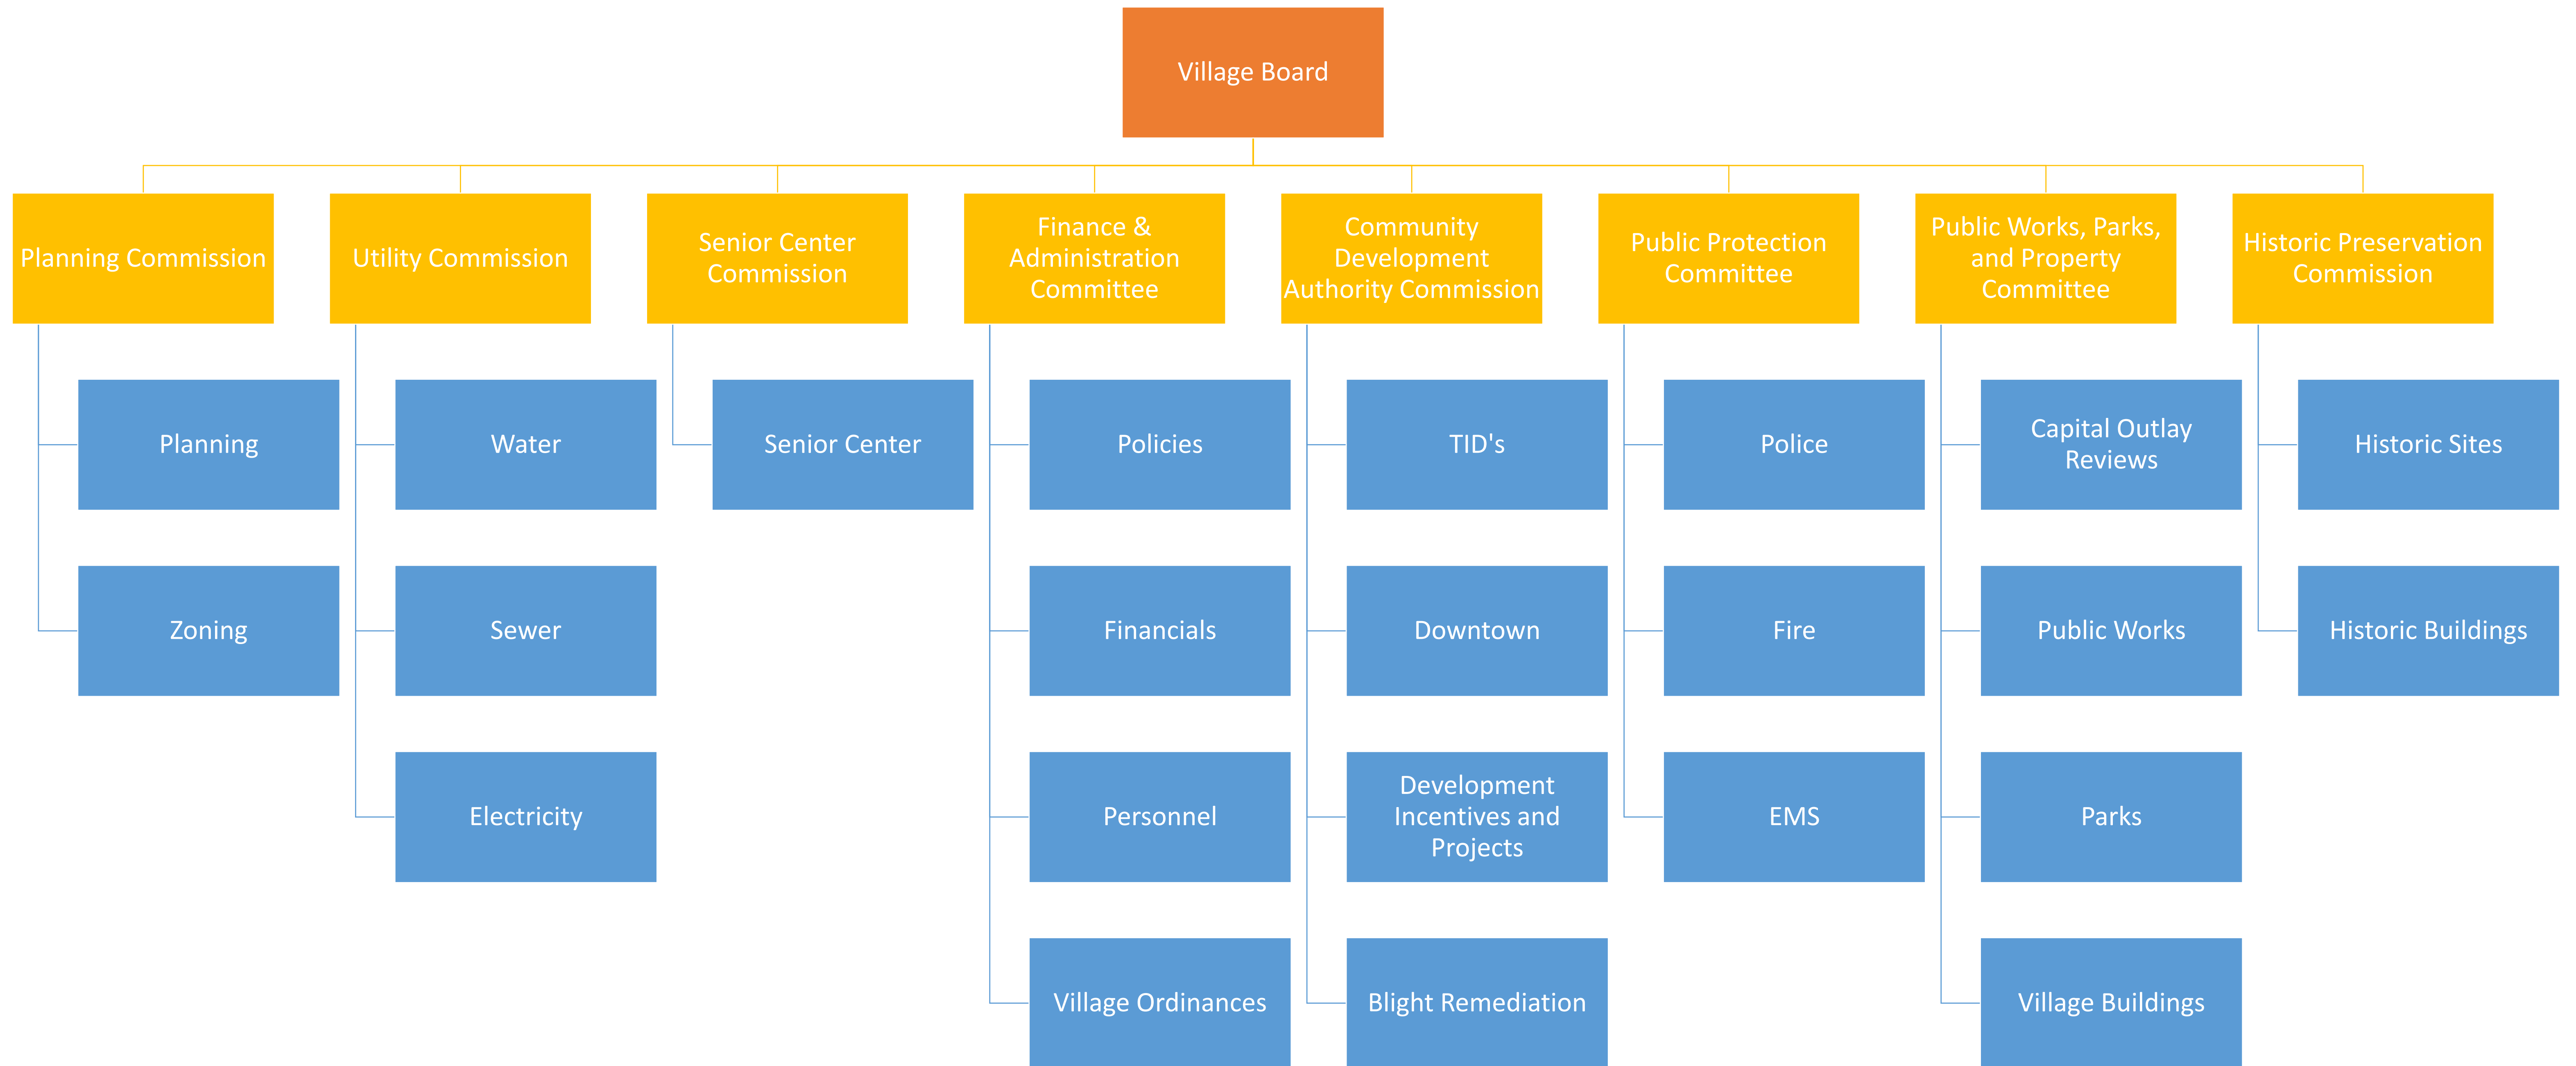 Village Board
Planning Commission
Utility Commission
Senior Center
Commission
Finance &
Administration
Committee
Community
Development
Authority Commission
Public Protection
Committee
Public Works, Parks,
and Property
Committee
Historic Preservation
Commission
Planning
Water
Senior Center
Policies
TID's
Police
Capital Outlay
Reviews
Historic Sites
Zoning
Sewer
Financials
Downtown
Fire
Public Works
Historic Buildings
Electricity
Personnel
Development
Incentives and
Projects
EMS
Parks
Village Ordinances
Blight Remediation
Village Buildings